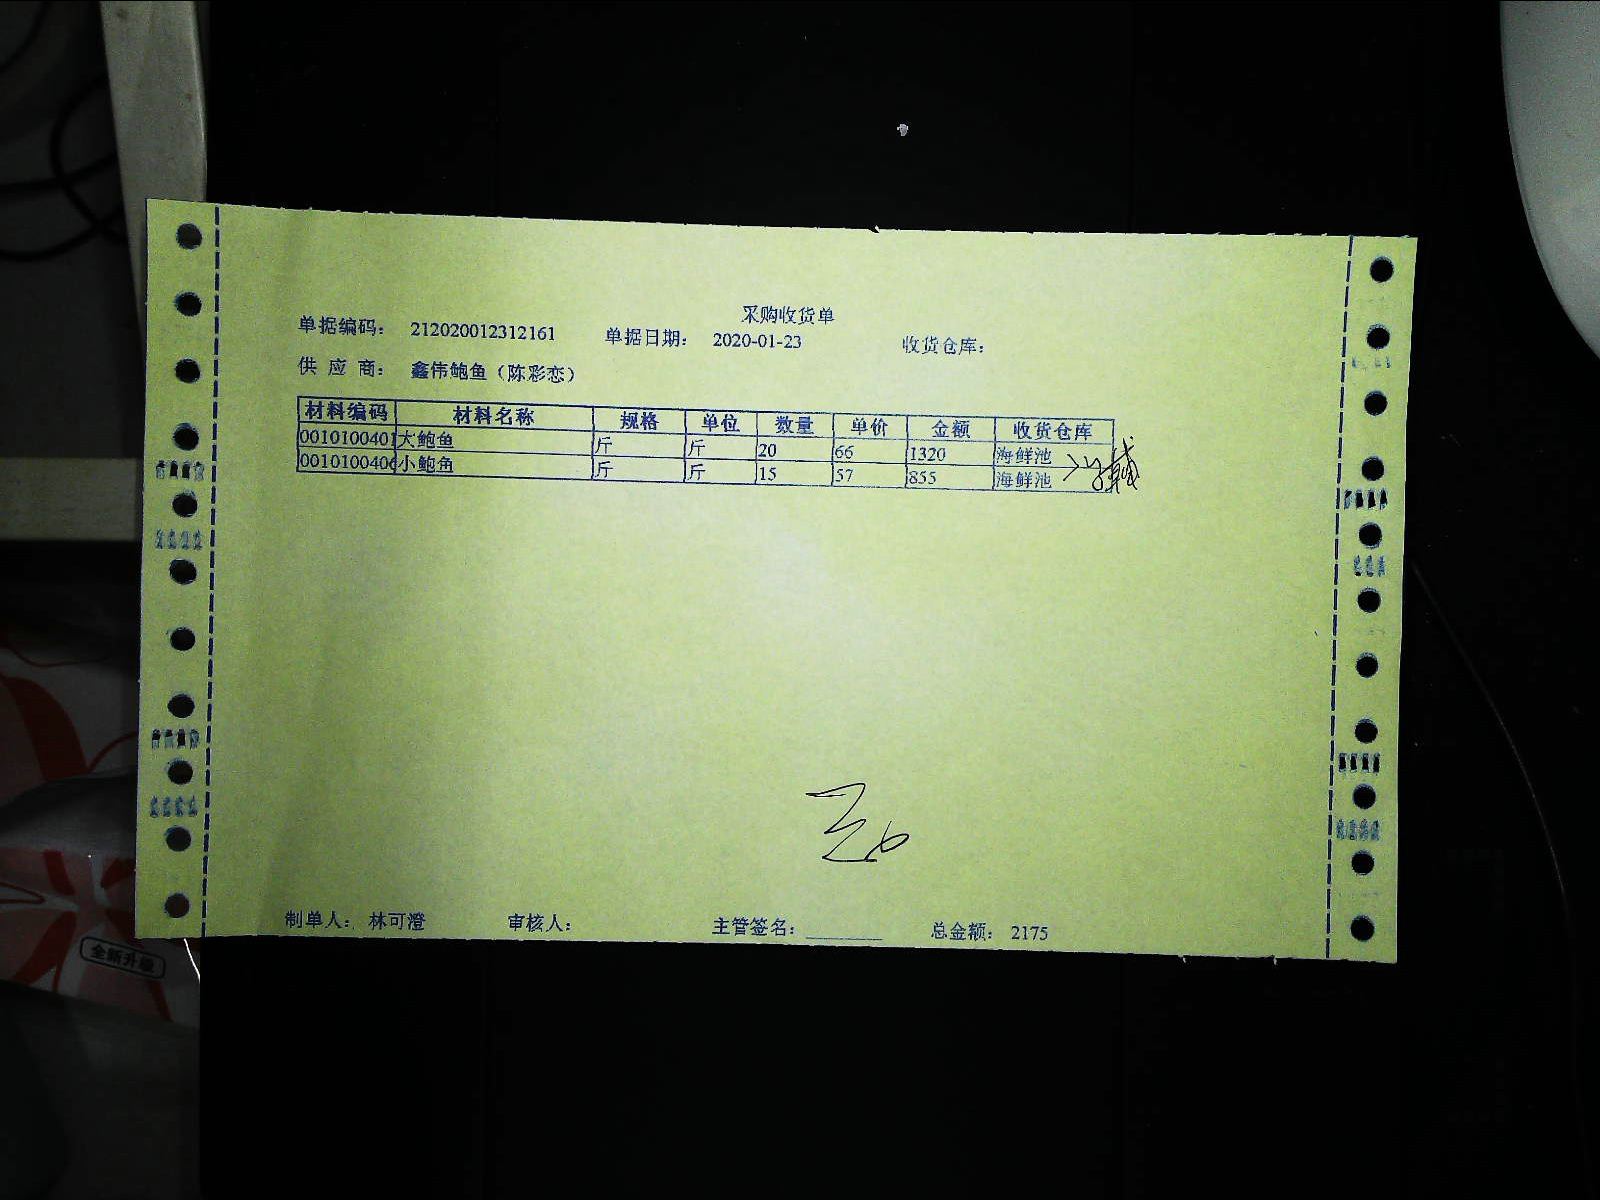 采购收货单
单据编码： 212020012312161 单据日期： 2020-01-23 收货仓库：
供 应 商： 鑫伟鲍鱼（陈彩恋）
材料编码 材料名称 规格 单位 数量 单价 金额 收货仓库
0010100401 大鲍鱼 斤 斤 20 66 1320 海鲜池
0010100406 小鲍鱼 斤 斤 15 57 855 海鲜池
制单人： 林可澄 审核人： 主管签名：________ 总金额： 2175
全新升级